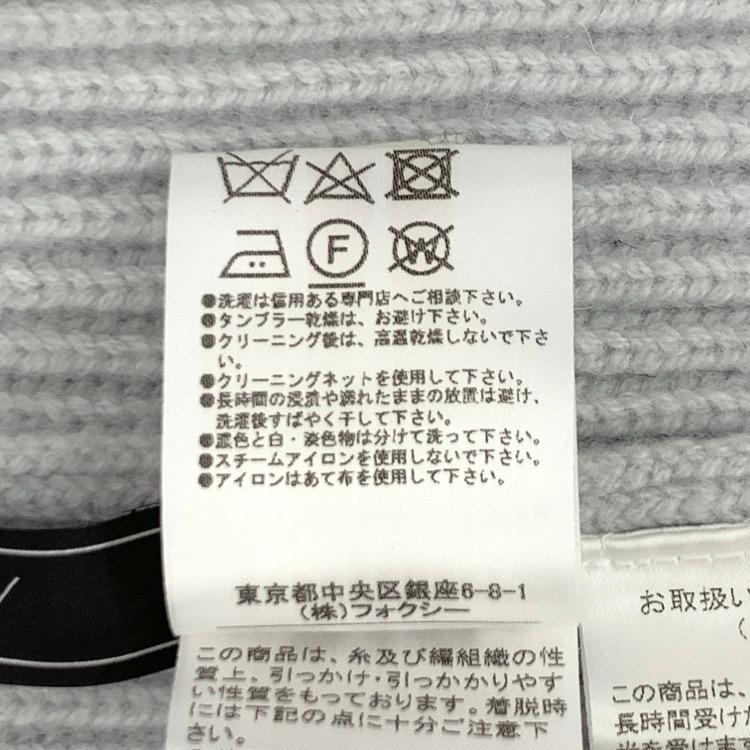 F
W
●洗濯は信用ある専門店へご相談下さい。
●タンブラー乾燥は、お避け下さい。
●クリーニング後は、高温乾燥しないで下さ
い。
●クリーニングネットを使用して下さい。
●長時間の浸漬や濡れたままの放置は避け、
洗濯後すばやく干して下さい。
●濃色と白・淡色物は分けて洗って下さい。
●スチームアイロンを使用しないで下さい。
●アイロンはあて布を使用して下さい。
東京都中央区銀座6-8-1
(株)フォクシー
この商品は、糸及び編組織の性
質上、引っかけ・引っかかりやす
い性質をもっております。着脱時
には下記の点に十分ご注意下
さい。
お取扱い
(
この商品は、
長時間受けた